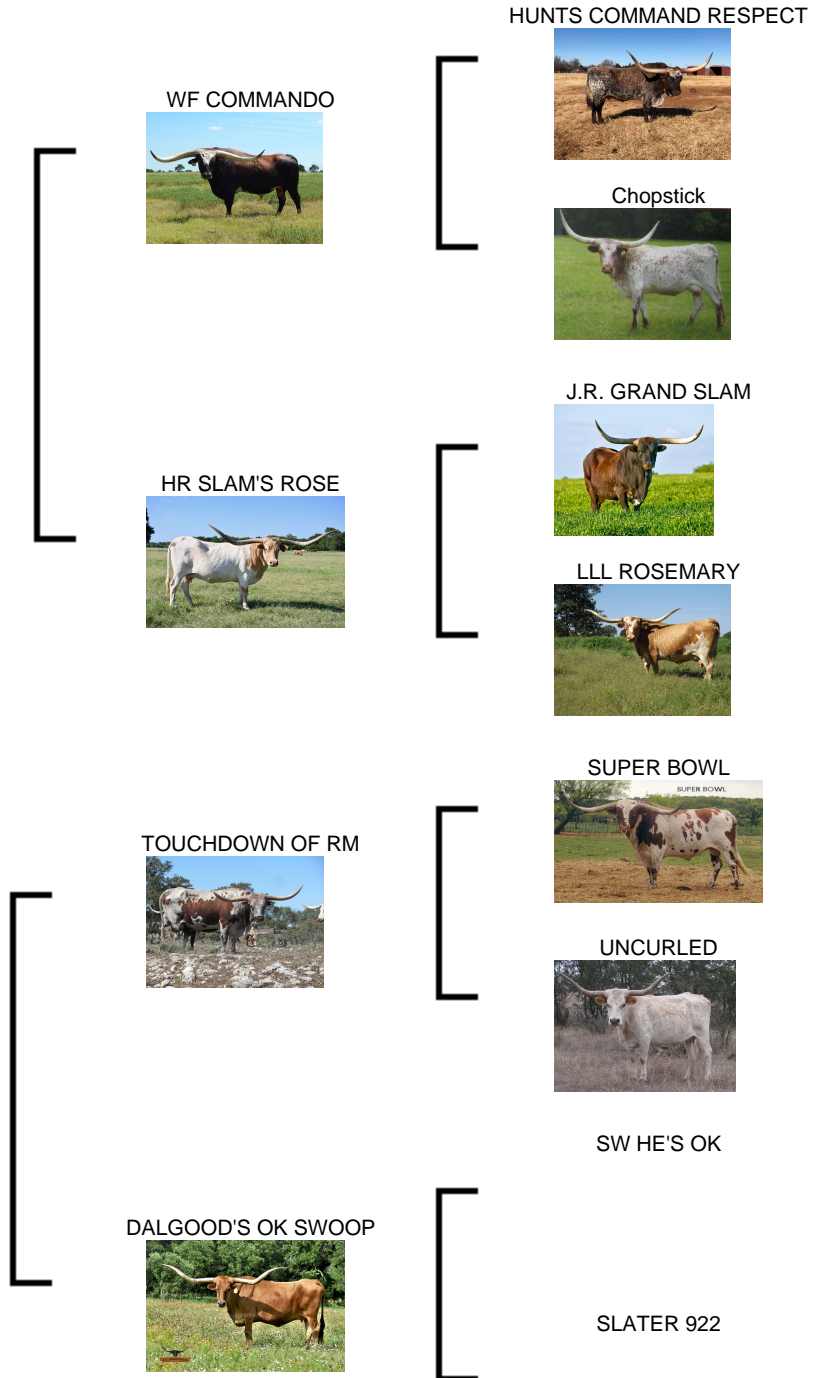 HUNTS COMMAND RESPECT
WF COMMANDO
Chopstick
J.R. GRAND SLAM
HR SLAM'S ROSE
LLL ROSEMARY
SUPER BOWL
SUPER BOWL
TOUCHDOWN OF RM
UNCURLED
SW HE'S OK
DALGOOD'S OK SWOOP
SLATER 922